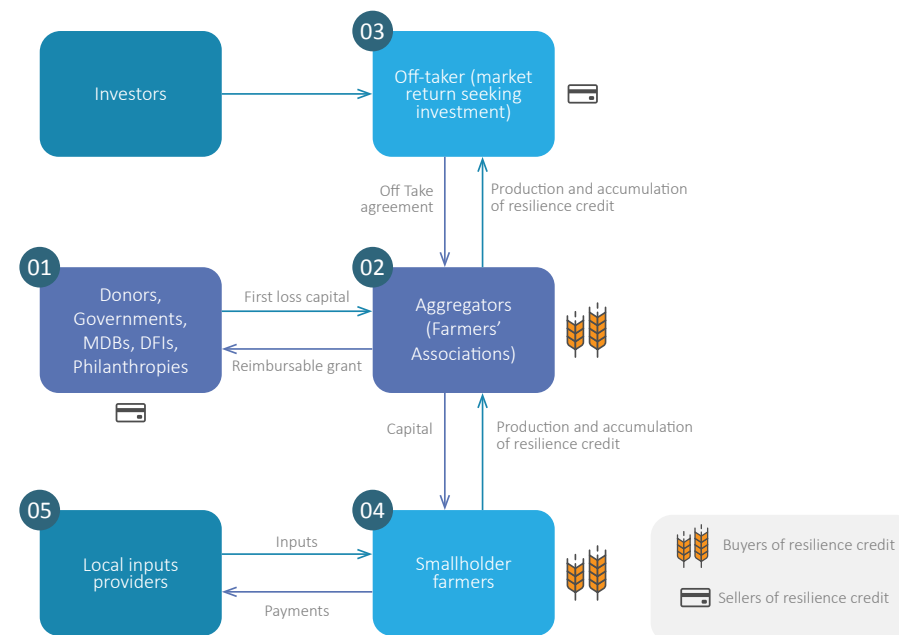 03
Investors
Off-taker (market
return seeking
investment)
Off Take
agreement
Production and accumulation
of resilience credit
01
02
Donors,
Governments,
MDBs, DFIs,
Philanthropies
First loss capital
Reimbursable grant
Aggregators
(Farmers’
Associations)
Capital
Production and accumulation
of resilience credit
05
04
Local inputs
providers
Inputs
Payments
Smallholder
farmers
Buyers of resilience credit
Sellers of resilience credit